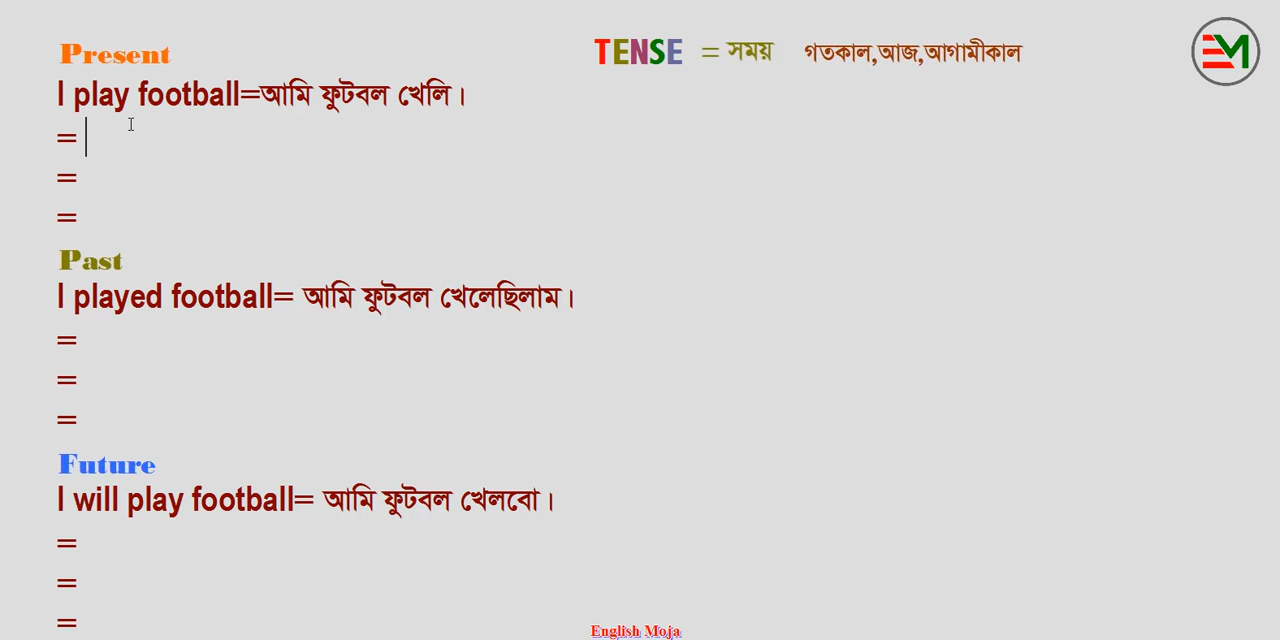 Present
TENSE = সময় গতকাল,আজ,আগামীকাল
EM
I play football=আমি ফুটবল খেলি।
=
=
=
Past
I played football= আমি ফুটবল খেলেছিলাম।
=
=
=
Future
I will play football= আমি ফুটবল খেলবো।
=
=
=
English Moja